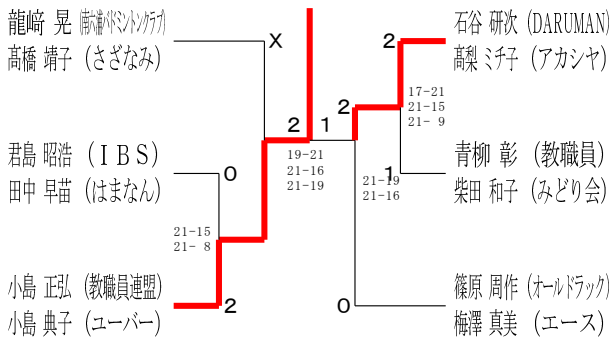 龍﨑 晃 (南六浦バドミントンクラブ)
髙橋 靖子 (さざなみ)
X
君島 昭浩 (ＩＢＳ)
田中 早苗 (はまなん)
0
21-15
21- 8
小島 正弘 (教職員連盟)
小島 典子 (ユーバー)
2
2
1
19-21
21-16
21-19
石谷 研次 (DARUMAN)
髙梨 ミチ子 (アカシヤ)
2
17-21
21-15
21- 9
2
青柳 彰 (教職員)
柴田 和子 (みどり会)
1
21-19
21-16
篠原 周作 (オールドラック)
梅澤 真美 (エース)
0